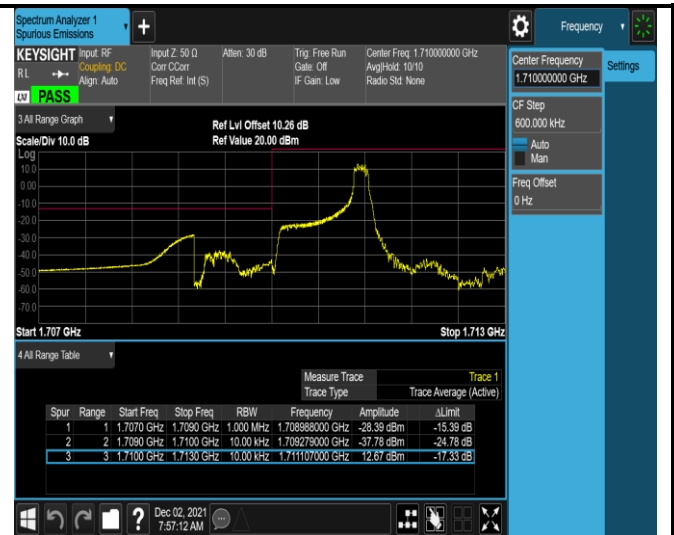 Spectrum Analyzer 1
Spurious Emissions
+
Frequency
KEYSIGHT Input: RF Input Z: 50 Ω Atten: 30 dB Trig: Free Run Center Freq: 1.710000000 GHz
RL Coupling: DC Corr CCorr Gate: Off Avg|Hold: 10/10
Align: Auto Freq Ref: Int (S) IF Gain: Low Radio Std: None
LXI PASS
Center Frequency
1.710000000 GHz
Settings
CF Step
600.000 kHz
Auto
Man
Freq Offset
0 Hz
3 All Range Graph
Ref Lvl Offset 10.26 dB
Scale/Div 10.0 dB Ref Value 20.00 dBm
Log
10.0
0.00
-10.0
-20.0
-30.0
-40.0
-50.0
-60.0
-70.0
Start 1.707 GHz Stop 1.713 GHz
4 All Range Table
Measure Trace Trace 1
Trace Type Trace Average (Active)
Spur Range Start Freq Stop Freq RBW Frequency Amplitude ΔLimit
1 1 1.7070 GHz 1.7090 GHz 1.000 MHz 1.708988000 GHz -28.39 dBm -15.39 dB
2 2 1.7090 GHz 1.7100 GHz 10.00 kHz 1.709279000 GHz -37.78 dBm -24.78 dB
3 3 1.7100 GHz 1.7130 GHz 10.00 kHz 1.711107000 GHz 12.67 dBm -17.33 dB
? Dec 02, 2021
7:57:12 AM